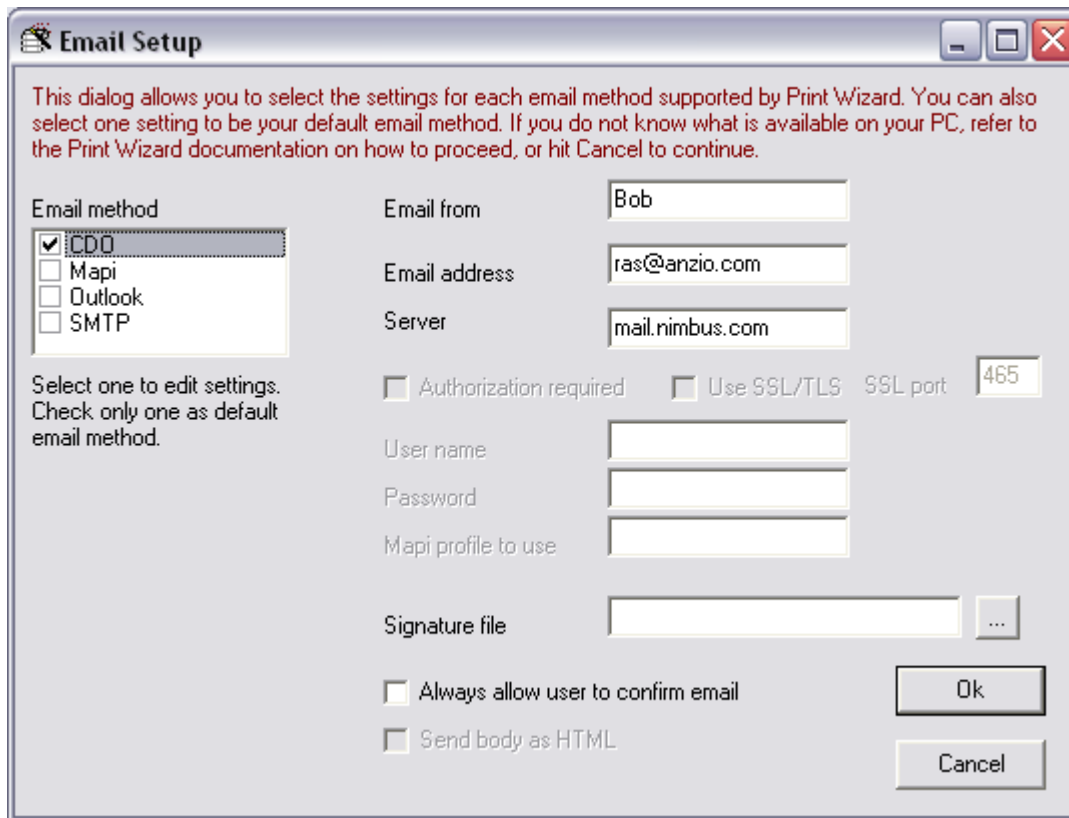 Email Setup
This dialog allows you to select the settings for each email method supported by Print Wizard. You can also
select one setting to be your default email method. If you do not know what is available on your PC, refer to
the Print Wizard documentation on how to proceed, or hit Cancel to continue.
Email method
CDO
Mapi
Outlook
SMTP
Select one to edit settings.
Check only one as default
email method.
Email from Bob
Email address ras@anzio.com
Server mail.nimbus.com
Authorization required Use SSL/TLS SSL port 465
User name
Password
Mapi profile to use
Signature file ...
Always allow user to confirm email
Send body as HTML
Ok
Cancel